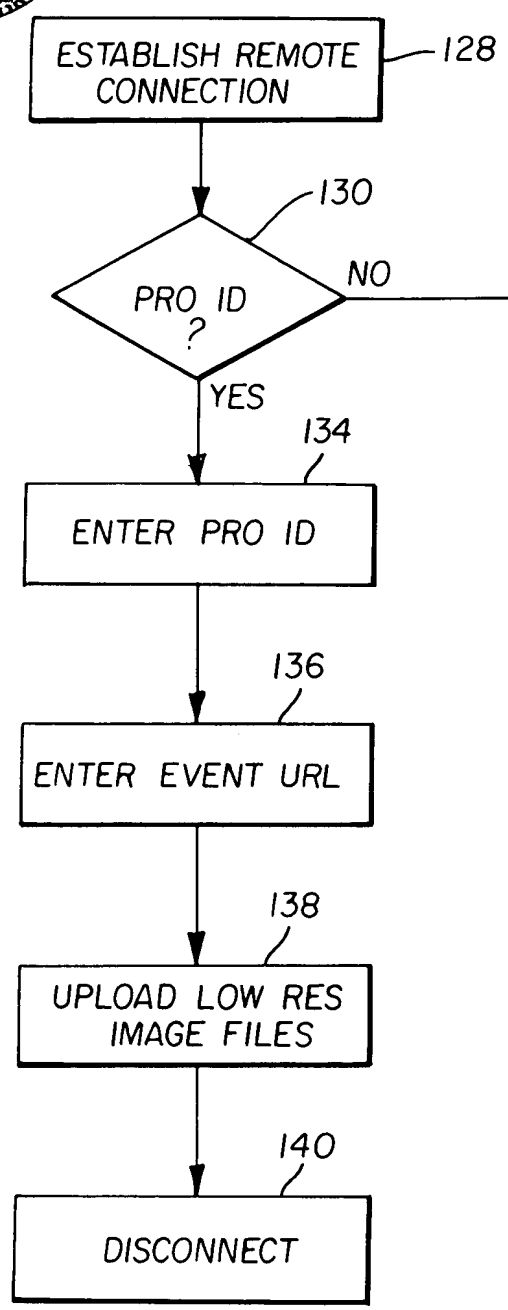 ESTABLISH REMOTE
CONNECTION
128
130
PRO ID
?
NO
YES
134
ENTER PRO ID
136
ENTER EVENT URL
138
UPLOAD LOW RES
IMAGE FILES
140
DISCONNECT